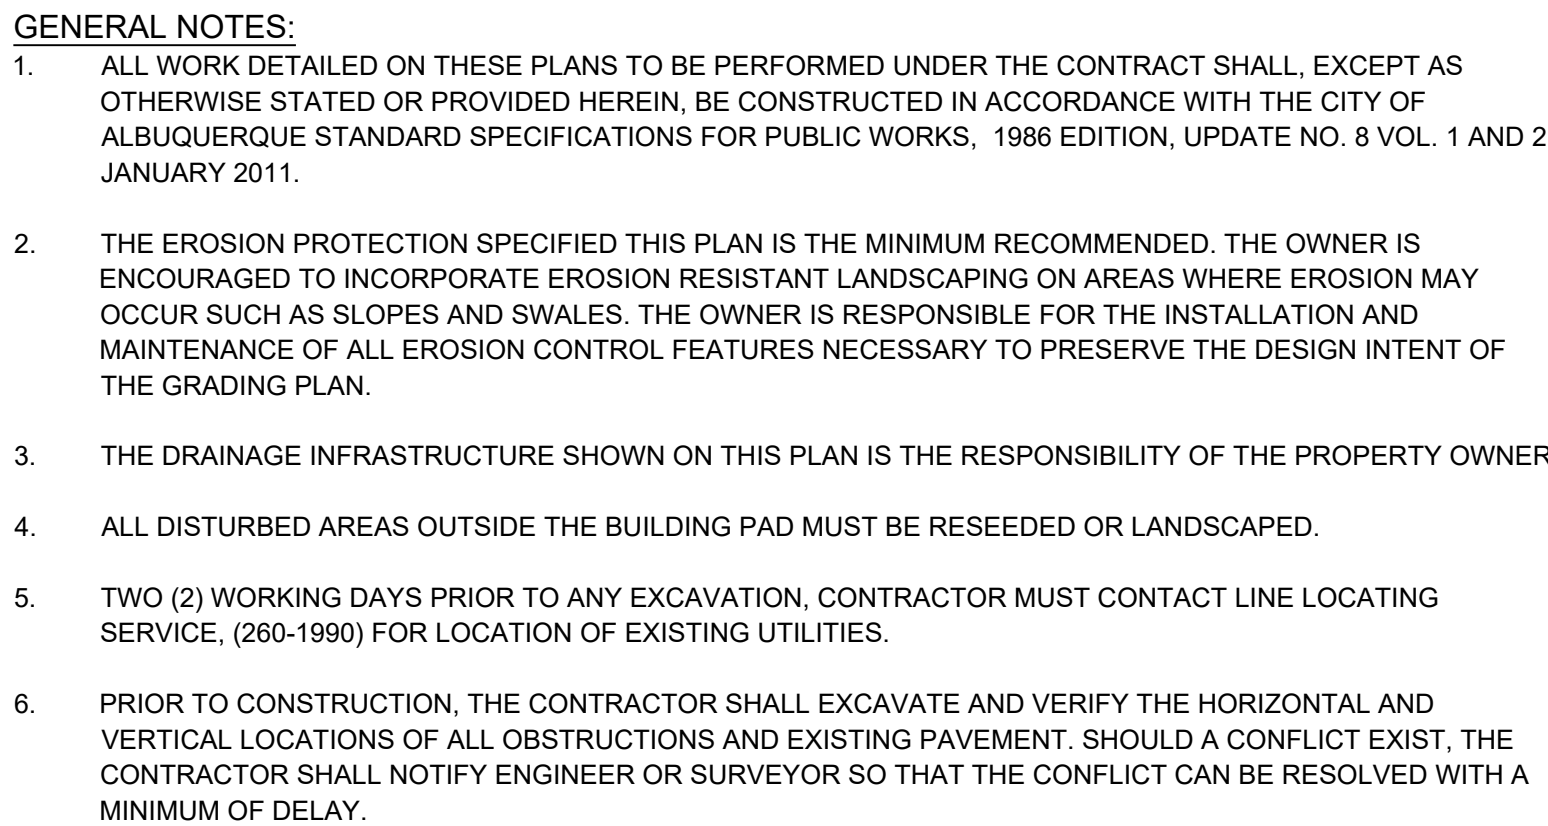 GENERAL NOTES:
1. ALL WORK DETAILED ON THESE PLANS TO BE PERFORMED UNDER THE CONTRACT SHALL, EXCEPT AS
OTHERWISE STATED OR PROVIDED HEREIN, BE CONSTRUCTED IN ACCORDANCE WITH THE CITY OF
ALBUQUERQUE STANDARD SPECIFICATIONS FOR PUBLIC WORKS, 1986 EDITION, UPDATE NO. 8 VOL. 1 AND 2
JANUARY 2011.
2. THE EROSION PROTECTION SPECIFIED THIS PLAN IS THE MINIMUM RECOMMENDED. THE OWNER IS
ENCOURAGED TO INCORPORATE EROSION RESISTANT LANDSCAPING ON AREAS WHERE EROSION MAY
OCCUR SUCH AS SLOPES AND SWALES. THE OWNER IS RESPONSIBLE FOR THE INSTALLATION AND
MAINTENANCE OF ALL EROSION CONTROL FEATURES NECESSARY TO PRESERVE THE DESIGN INTENT OF
THE GRADING PLAN.
3. THE DRAINAGE INFRASTRUCTURE SHOWN ON THIS PLAN IS THE RESPONSIBILITY OF THE PROPERTY OWNER
4. ALL DISTURBED AREAS OUTSIDE THE BUILDING PAD MUST BE RESEEDED OR LANDSCAPED.
5. TWO (2) WORKING DAYS PRIOR TO ANY EXCAVATION, CONTRACTOR MUST CONTACT LINE LOCATING
SERVICE, (260-1990) FOR LOCATION OF EXISTING UTILITIES.
6. PRIOR TO CONSTRUCTION, THE CONTRACTOR SHALL EXCAVATE AND VERIFY THE HORIZONTAL AND
VERTICAL LOCATIONS OF ALL OBSTRUCTIONS AND EXISTING PAVEMENT. SHOULD A CONFLICT EXIST, THE
CONTRACTOR SHALL NOTIFY ENGINEER OR SURVEYOR SO THAT THE CONFLICT CAN BE RESOLVED WITH A
MINIMUM OF DELAY.